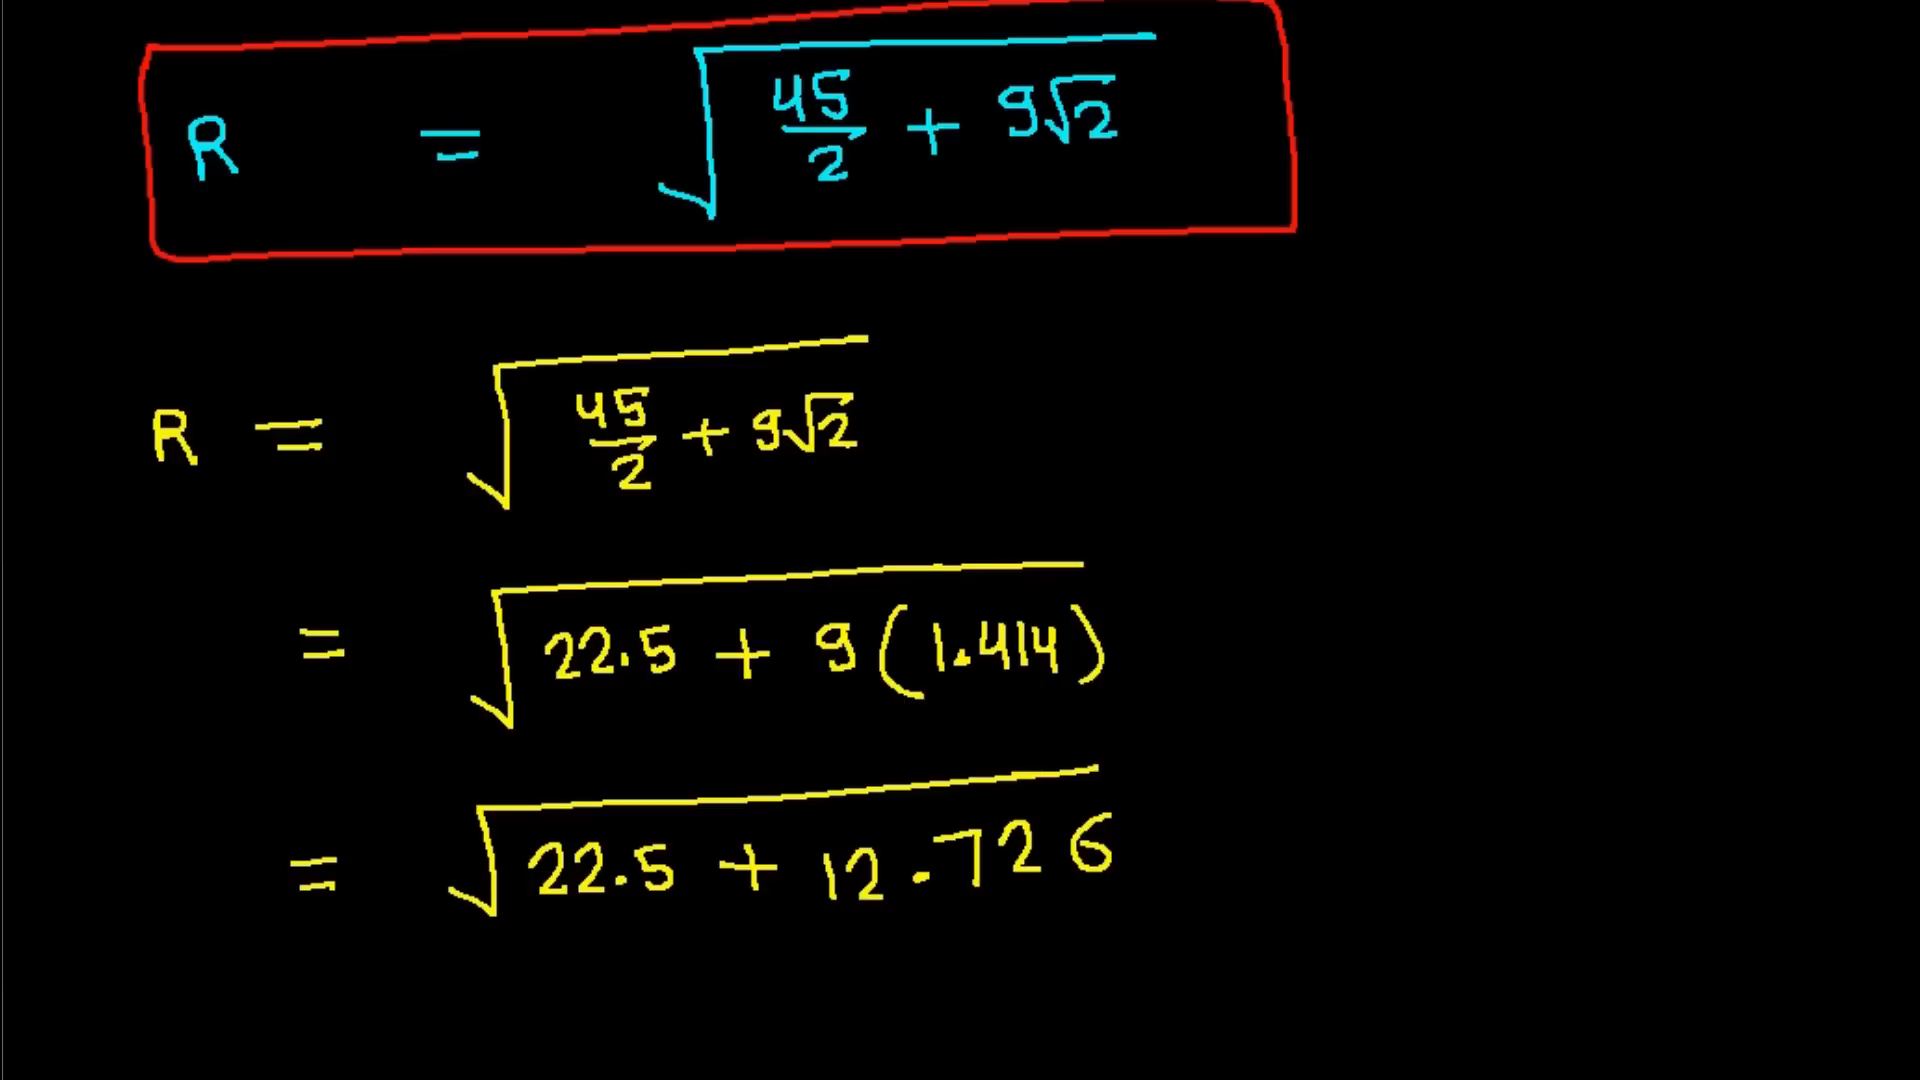 R = √(45/2 + 9√2)
R = √(45/2 + 9√2)
= √(22.5 + 9(1.414))
= √(22.5 + 12.726)